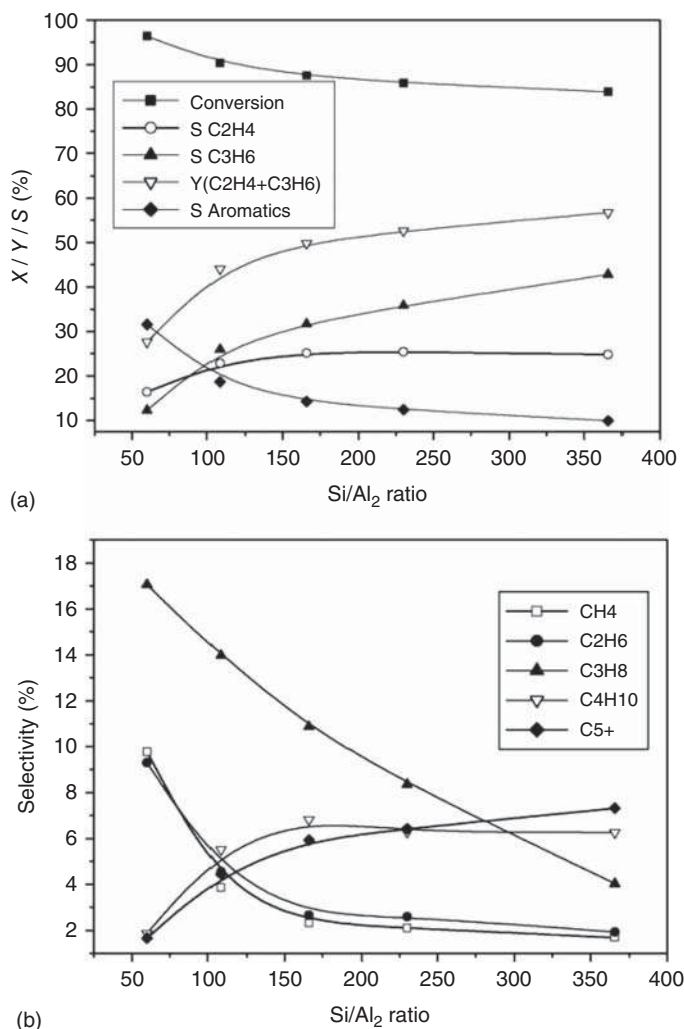 100
90
80
70
60
50
40
30
20
10
X / Y / S (%)
Conversion
S C2H4
S C3H6
Y(C2H4+C3H6)
S Aromatics
50 100 150 200 250 300 350 400
Si/Al₂ ratio
(a)
18
16
14
12
10
8
6
4
2
Selectivity (%)
CH4
C2H6
C3H8
C4H10
C5+
50 100 150 200 250 300 350 400
Si/Al₂ ratio
(b)